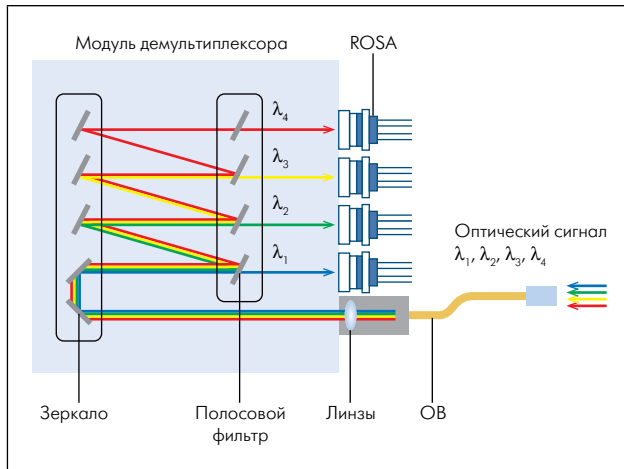 Модуль демультиплексора
ROSA
λ₄
λ₃
λ₂
λ₁
Оптический сигнал
λ₁, λ₂, λ₃, λ₄
Зеркало
Полосовой
фильтр
Линзы
ОВ